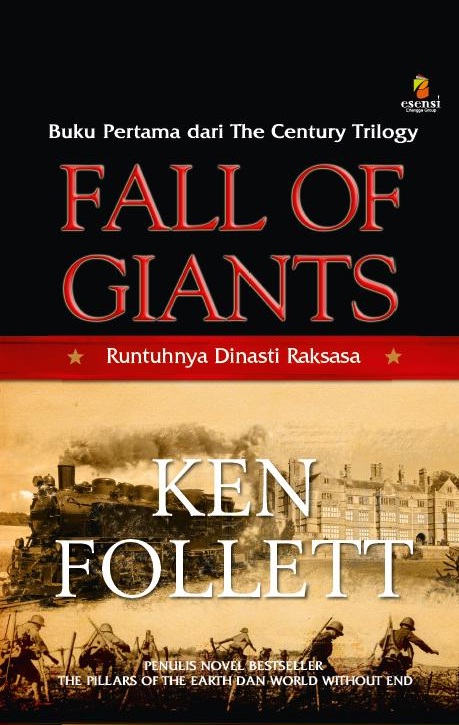 esensi
Erlangga Group
Buku Pertama dari The Century Trilogy
FALL OF
GIANTS
Runtuhnya Dinasti Raksasa
KEN
FOLLETT
PENULIS NOVEL BESTSELLER
THE PILLARS OF THE EARTH DAN WORLD WITHOUT END